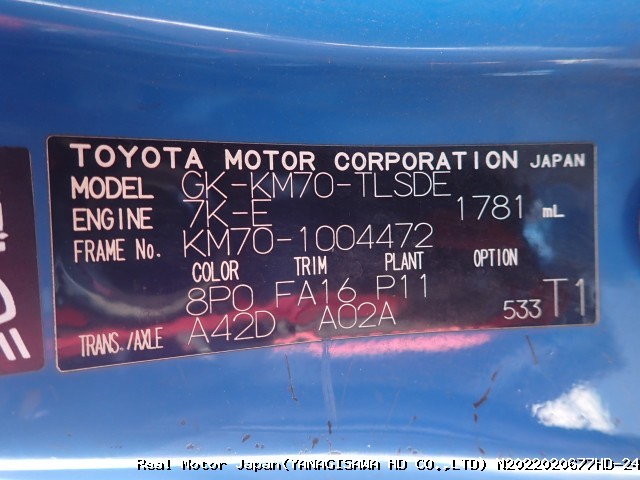 TOYOTA MOTOR CORPORATION JAPAN
MODEL GK-KM70-TLSDE
ENGINE 7K-E 1781 mL
FRAME No. KM70-1004472
COLOR TRIM PLANT OPTION
8P0 FA16 P11
TRANS./AXLE A42D A02A 533 T1
Real Motor Japan(YANAGISAWA HD CO.,LTD) N2022020677HD-24